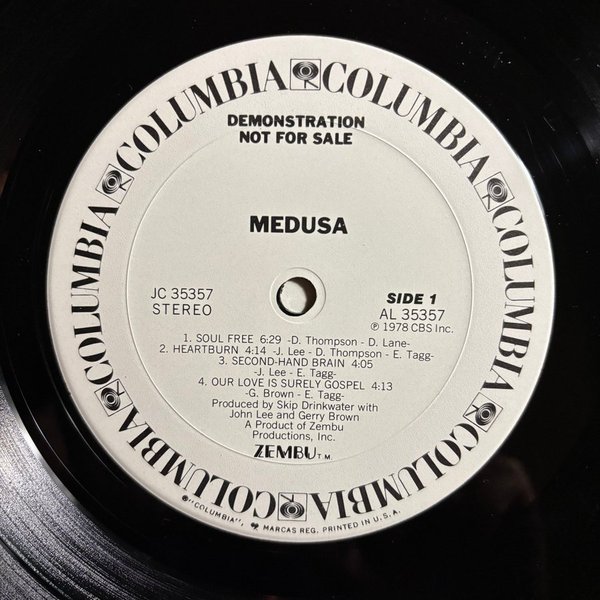 COLUMBIA COLUMBIA COLUMBIA COLUMBIA COLUMBIA COLUMBIA COLUMBIA COLUMBIA
DEMONSTRATION
NOT FOR SALE
MEDUSA
JC 35357
STEREO
SIDE 1
AL 35357
℗ 1978 CBS Inc.
1. SOUL FREE 6:29 -D. Thompson - D. Lane-
2. HEARTBURN 4:14 -J. Lee - D. Thompson - E. Tagg-
3. SECOND-HAND BRAIN 4:05
-J. Lee - E. Tagg-
4. OUR LOVE IS SURELY GOSPEL 4:13
-G. Brown - E. Tagg-
Produced by Skip Drinkwater with
John Lee and Gerry Brown
A Product of Zembu
Productions, Inc.
ZEMBU T.M.
®"COLUMBIA", MARCAS REG. PRINTED IN U.S.A.